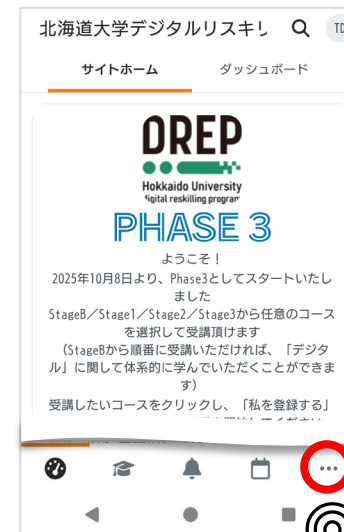 北海道大学デジタルリスキし
TD
サイトホーム
ダッシュボード
DREP
Hokkaido University
digital reskilling program
PHASE 3
ようこそ！
2025年10月8日より、Phase3としてスタートいたし
ました
StageB／Stage1／Stage2／Stage3から任意のコース
を選択して受講頂けます
（StageBから順番に受講いただければ、「デジタ
ル」に関して体系的に学んでいただくことができま
す）
受講したいコースをクリックし、「私を登録する」